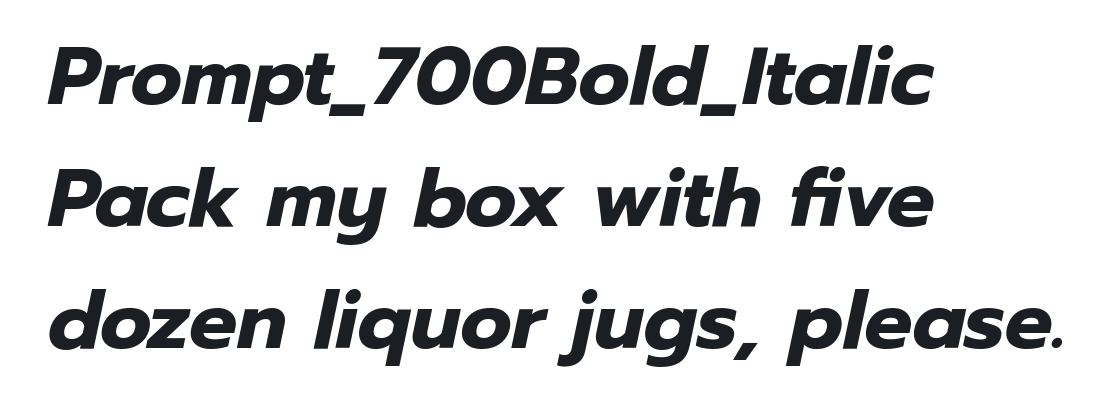 Prompt_700Bold_Italic
Pack my box with five
dozen liquor jugs, please.